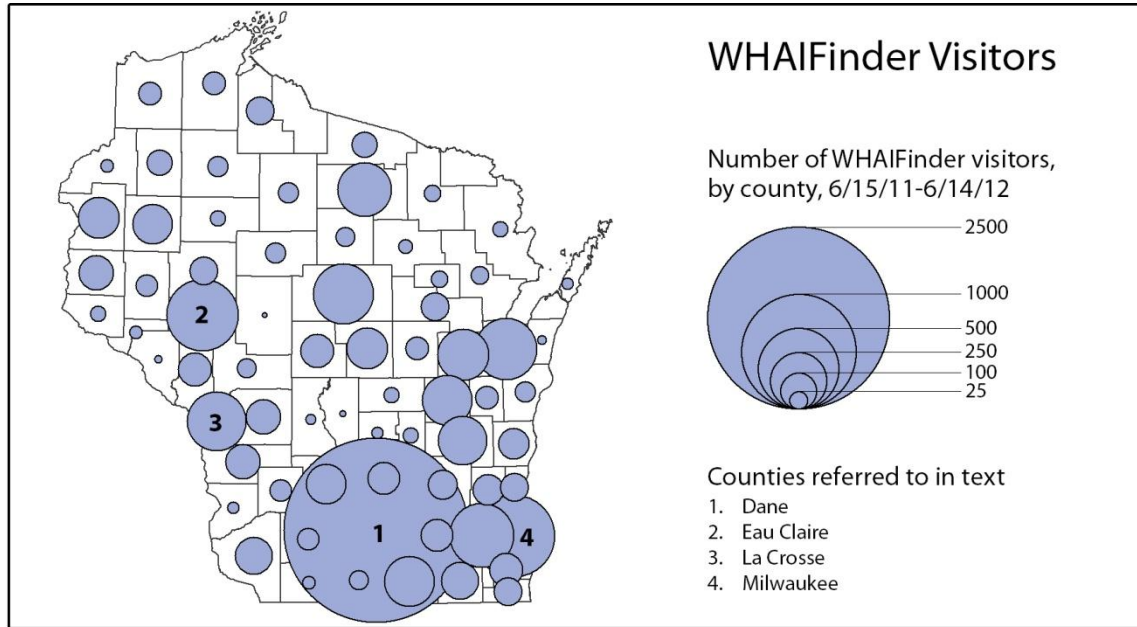 WHAIFinder Visitors
Number of WHAIFinder visitors,
by county, 6/15/11-6/14/12
2500
1000
500
250
100
25
Counties referred to in text
1. Dane
2. Eau Claire
3. La Crosse
4. Milwaukee
2
3
1
4